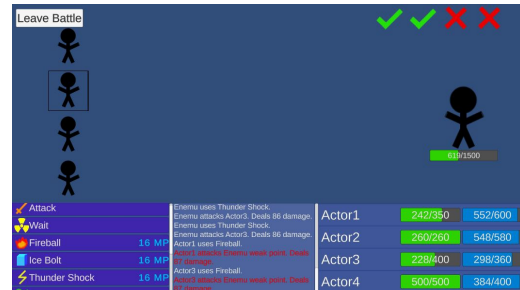 Leave Battle
619/1500
Attack
Wait
Fireball 16 MP
Ice Bolt 16 MP
Thunder Shock 16 MP
Enemu uses Thunder Shock.
Enemu attacks Actor3. Deals 86 damage.
Enemu uses Thunder Shock.
Enemu attacks Actor3. Deals 86 damage.
Actor1 uses Fireball.
Actor1 attacks Enemu weak point. Deals
damage.
Actor3 uses Fireball.
Actor3 attacks Enemu weak point. Deals
damage.
Actor1 242/350 552/600
Actor2 260/260 548/580
Actor3 228/400 298/360
Actor4 500/500 384/400